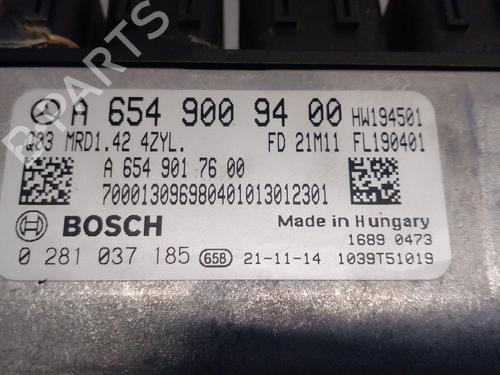 A 654 900 94 00 HW194501
Q03 MRD1.42 4ZYL. FD 21M11 FL190401
A 654 901 76 00
70001309698040101301230​1
BOSCH Made in Hungary
1689 0473
0 281 037 185 65B 21-11-14 1039T51019
B-PARTS